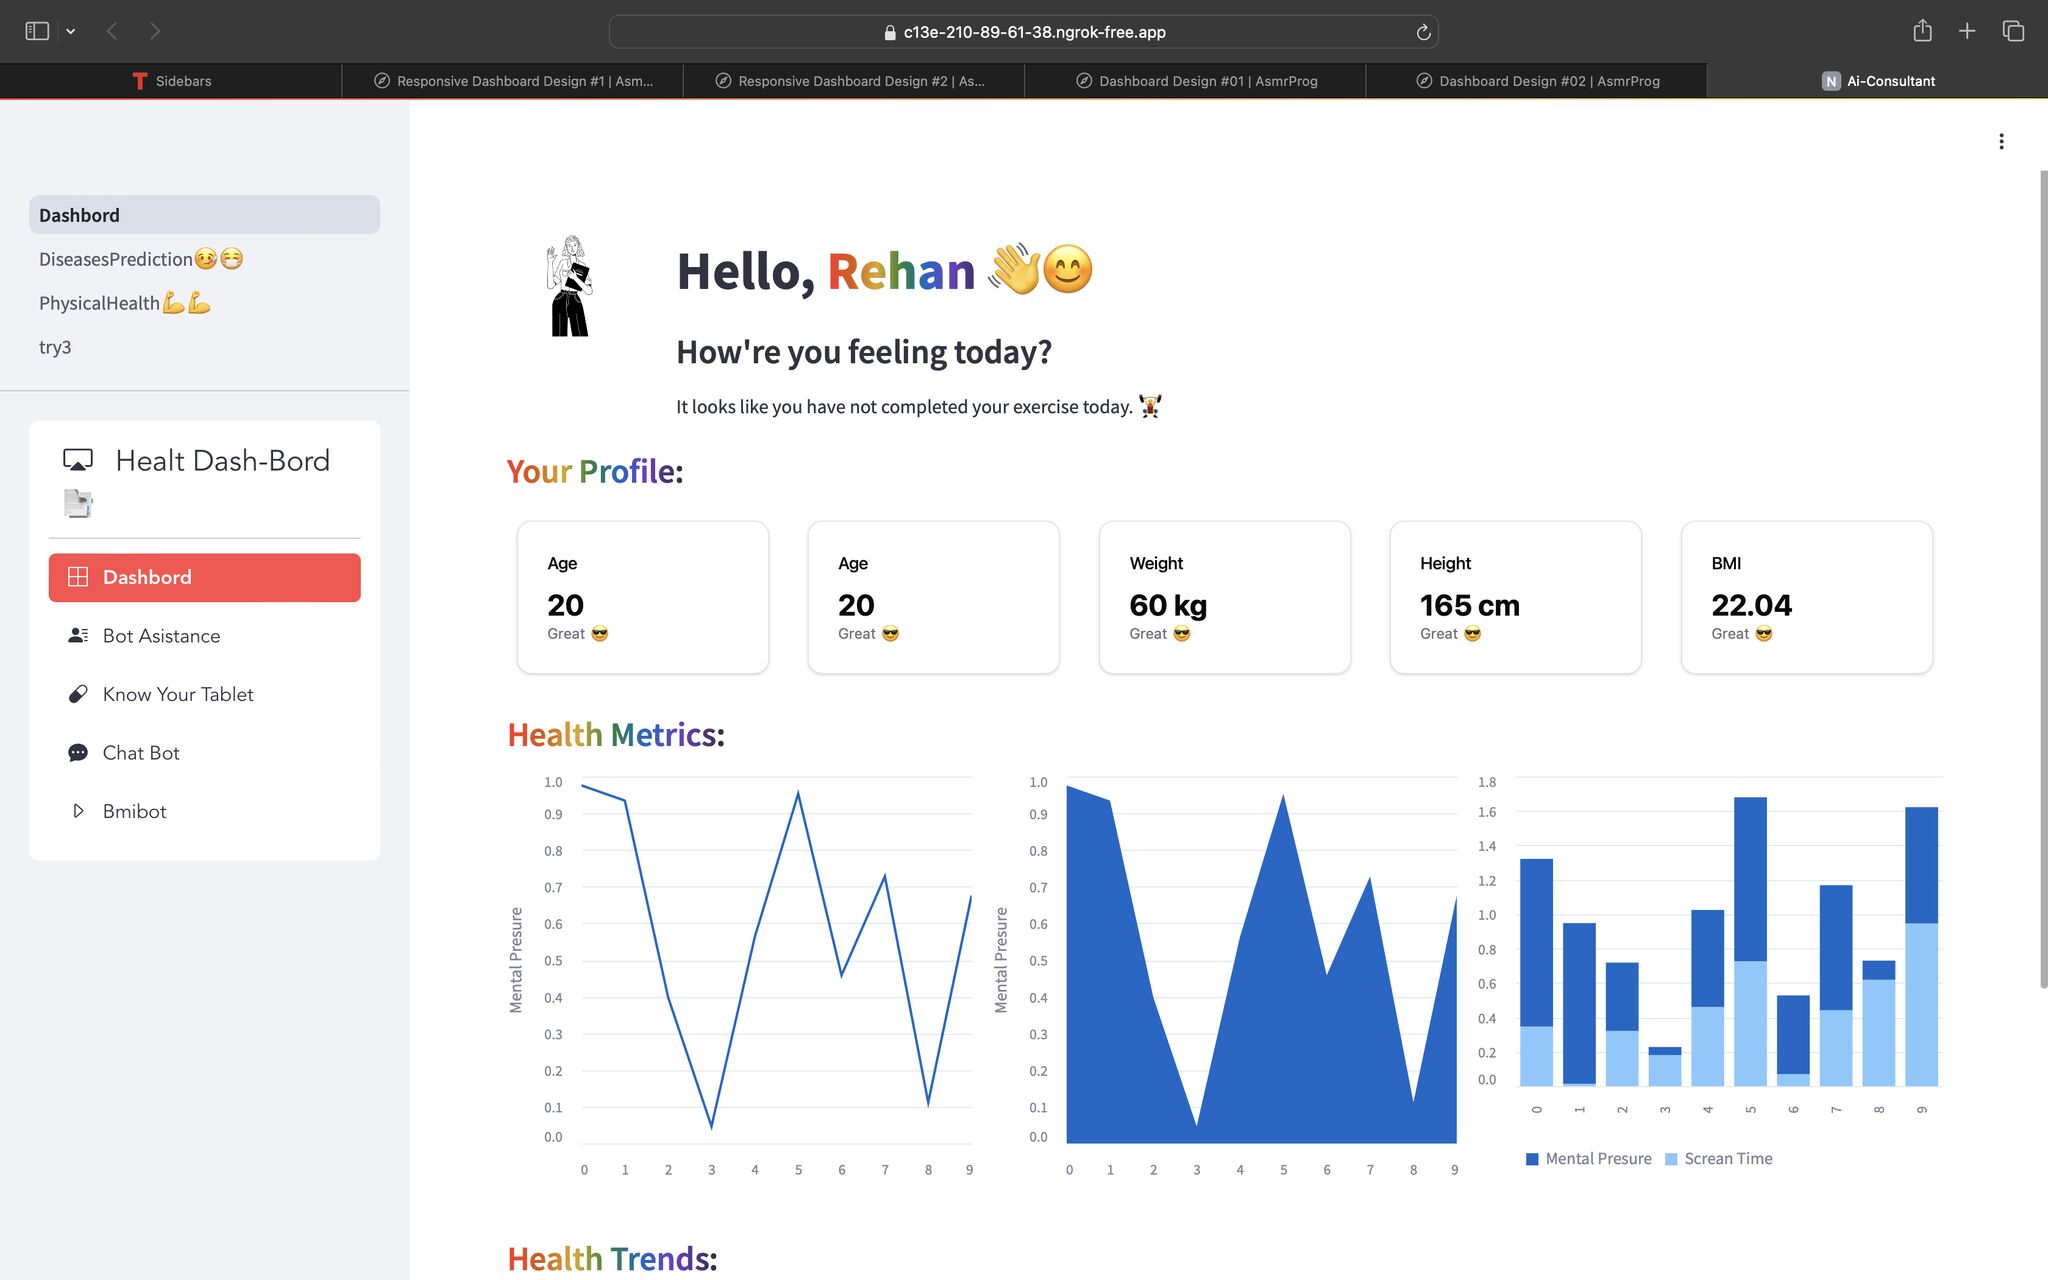 c13e-210-89-61-38.ngrok-free.app
Sidebars
Responsive Dashboard Design #1 | Asm...
Responsive Dashboard Design #2 | As...
Dashboard Design #01 | AsmrProg
Dashboard Design #02 | AsmrProg
N Ai-Consultant
Dashbord
DiseasesPrediction🤒😷
PhysicalHealth💪💪
try3
Healt Dash-Bord
Dashbord
Bot Asistance
Know Your Tablet
Chat Bot
Bmibot
Hello, Rehan 👋😊
How're you feeling today?
It looks like you have not completed your exercise today. 🏋️
Your Profile:
Age
20
Great 😎
Age
20
Great 😎
Weight
60 kg
Great 😎
Height
165 cm
Great 😎
BMI
22.04
Great 😎
Health Metrics:
Mental Presure
1.0
0.9
0.8
0.7
0.6
0.5
0.4
0.3
0.2
0.1
0.0
0 1 2 3 4 5 6 7 8 9
Mental Presure
1.0
0.9
0.8
0.7
0.6
0.5
0.4
0.3
0.2
0.1
0.0
0 1 2 3 4 5 6 7 8 9
1.8
1.6
1.4
1.2
1.0
0.8
0.6
0.4
0.2
0.0
0 1 2 3 4 5 6 7 8 9
Mental Presure Screan Time
Health Trends: